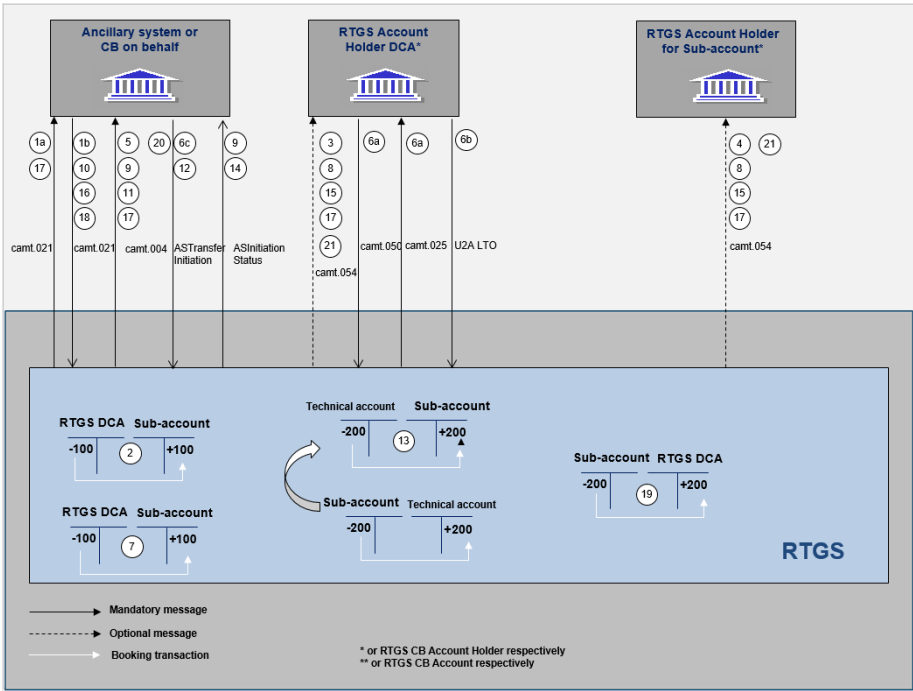 Ancillary system or
CB on behalf
RTGS Account
Holder DCA*
RTGS Account Holder
for Sub-account*
1a
1b
5
20
6c
9
3
6a
6a
6b
4
21
17
10
9
12
14
8
8
16
11
15
15
18
17
17
17
21
camt.021
camt.021
camt.004
ASTransfer
Initiation
ASInitiation
Status
camt.054
camt.050
camt.025
U2A LTO
camt.054
RTGS DCA
Sub-account
-100
2
+100
RTGS DCA
Sub-account
-100
7
+100
Technical account
Sub-account
-200
13
+200
Sub-account
Technical account
-200
+200
Sub-account
RTGS DCA
-200
19
+200
RTGS
Mandatory message
Optional message
Booking transaction
* or RTGS CB Account Holder respectively
** or RTGS CB Account respectively